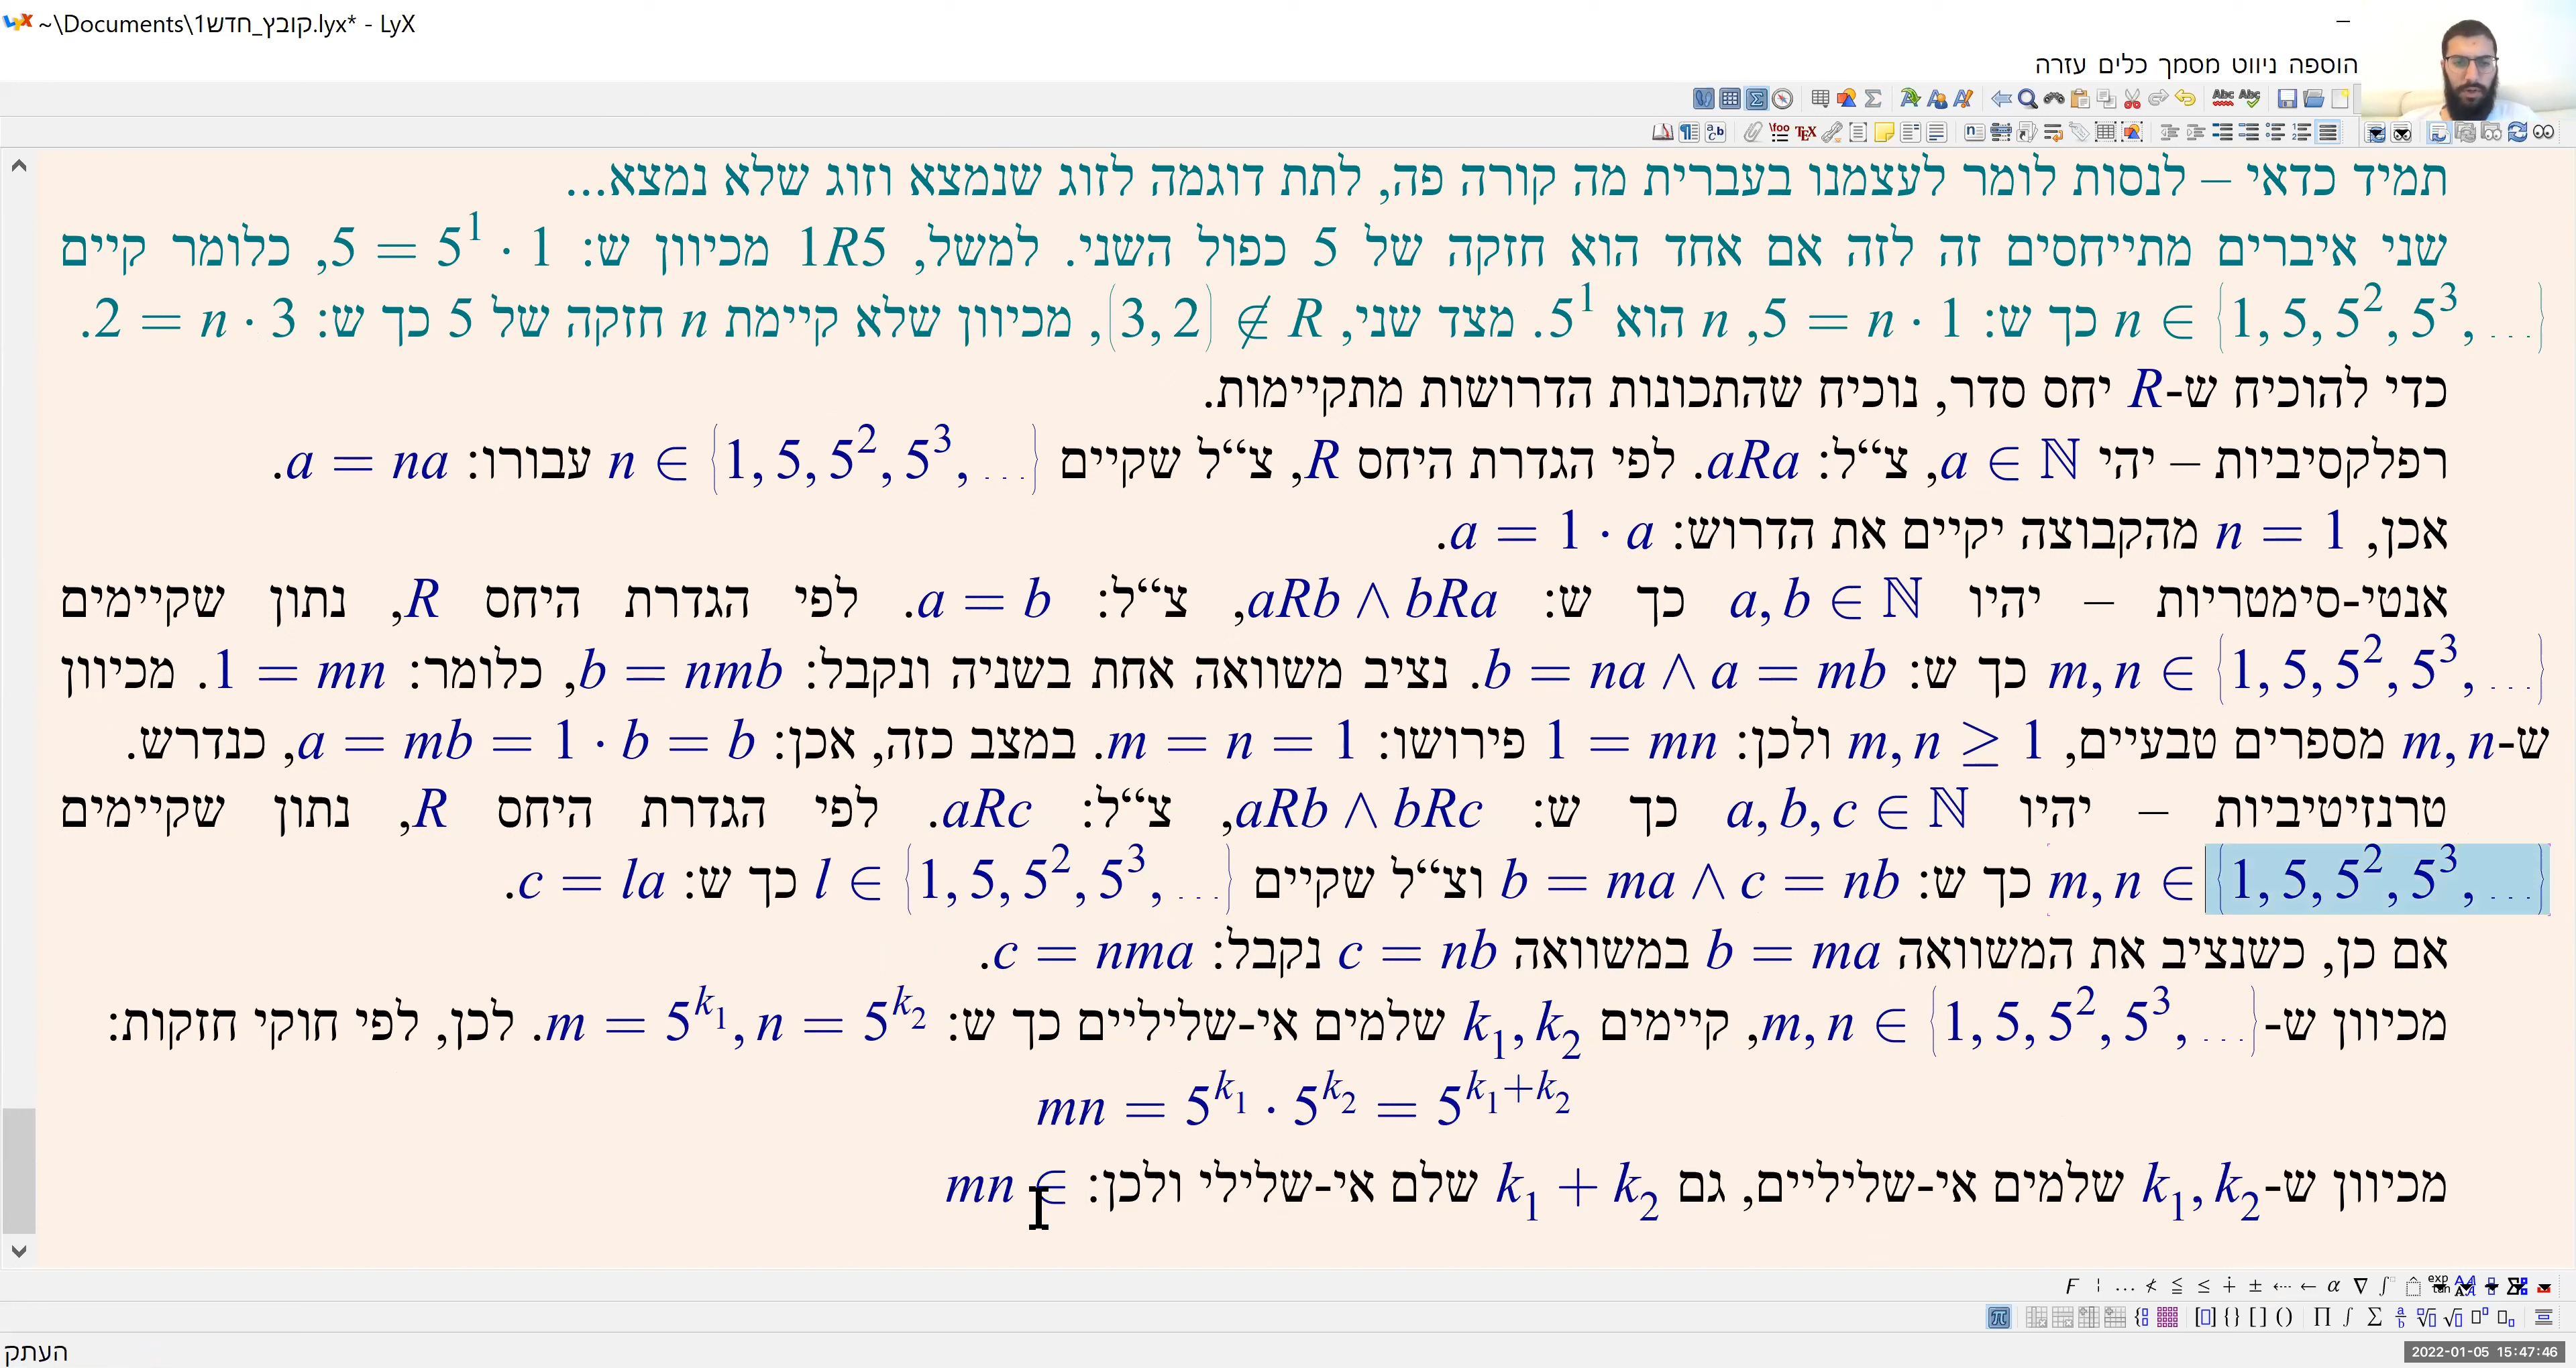 ~\Documents\קובץ_חדש1.lyx* - LyX
הוספה ניווט מסמך כלים עזרה
תמיד כדאי – לנסות לומר לעצמנו בעברית מה קורה פה, לתת דוגמה לזוג שנמצא וזוג שלא נמצא...
שני איברים מתייחסים זה לזה אם אחד הוא חזקה של 5 כפול השני. למשל, 1R5 מכיוון ש: 5 = 5^1 · 1, כלומר קיים
n ∈ {1, 5, 5^2, 5^3, ...} כך ש: 5 = n · 1, n הוא 5^1. מצד שני, (3, 2) ∉ R, מכיוון שלא קיימת n חזקה של 5 כך ש: 2 = n · 3.
כדי להוכיח ש-R יחס סדר, נוכיח שהתכונות הדרושות מתקיימות.
רפלקסיביות – יהי a ∈ ℕ, צ“ל: aRa. לפי הגדרת היחס R, צ“ל שקיים n ∈ {1, 5, 5^2, 5^3, ...} עבורו: a = na.
אכן, n = 1 מהקבוצה יקיים את הדרוש: a = 1 · a.
אנטי-סימטריות – יהיו a, b ∈ ℕ כך ש: aRb ∧ bRa, צ“ל: a = b. לפי הגדרת היחס R, נתון שקיימים
m, n ∈ {1, 5, 5^2, 5^3, ...} כך ש: b = na ∧ a = mb. נציב משוואה אחת בשניה ונקבל: b = nmb, כלומר: 1 = mn. מכיוון
ש-m, n מספרים טבעיים, m, n ≥ 1 ולכן: 1 = mn פירושו: m = n = 1. במצב כזה, אכן: a = mb = 1 · b = b, כנדרש.
טרנזיטיביות – יהיו a, b, c ∈ ℕ כך ש: aRb ∧ bRc, צ“ל: aRc. לפי הגדרת היחס R, נתון שקיימים
m, n ∈ {1, 5, 5^2, 5^3, ...} כך ש: b = ma ∧ c = nb וצ“ל שקיים l ∈ {1, 5, 5^2, 5^3, ...} כך ש: c = la.
אם כן, כשנציב את המשוואה b = ma במשוואה c = nb נקבל: c = nma.
מכיוון ש-m, n ∈ {1, 5, 5^2, 5^3, ...}, קיימים k_1, k_2 שלמים אי-שליליים כך ש: m = 5^{k_1}, n = 5^{k_2}. לכן, לפי חוקי חזקות:
mn = 5^{k_1} · 5^{k_2} = 5^{k_1+k_2}
מכיוון ש-k_1, k_2 שלמים אי-שליליים, גם k_1 + k_2 שלם אי-שלילי ולכן: mn ∈
העתק
2022-01-05 15:47:46